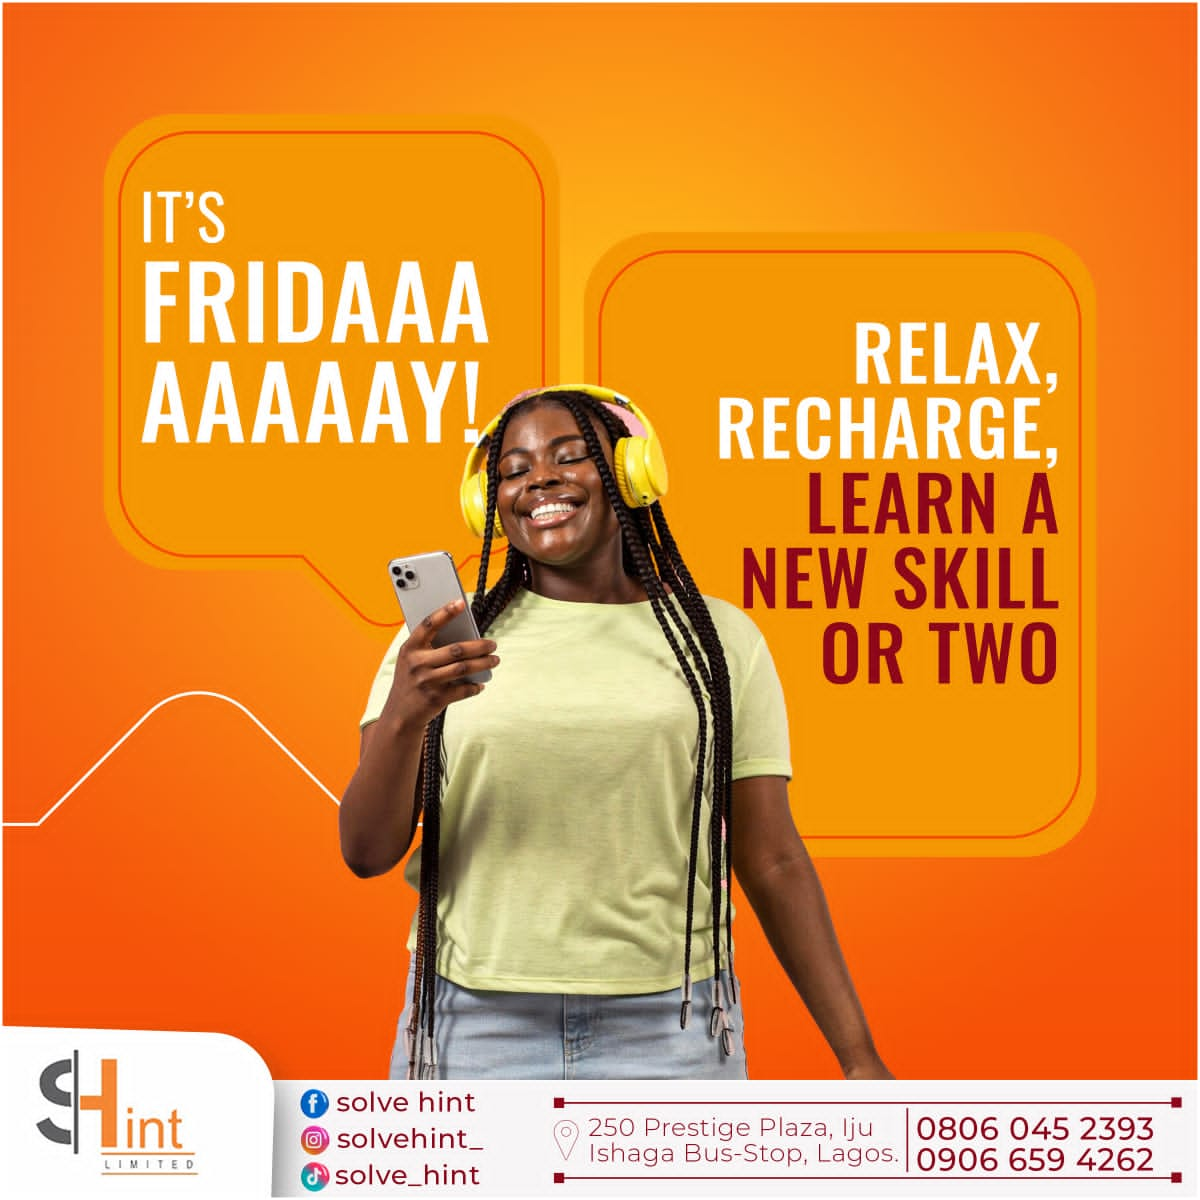 IT'S
FRIDAAA
AAAAAAY!
RELAX,
RECHARGE,
LEARN A
NEW SKILL
OR TWO
SHint
LIMITED
solve hint
solvehint_
solve_hint
250 Prestige Plaza, Iju
Ishaga Bus-Stop, Lagos.
0806 045 2393
0906 659 4262